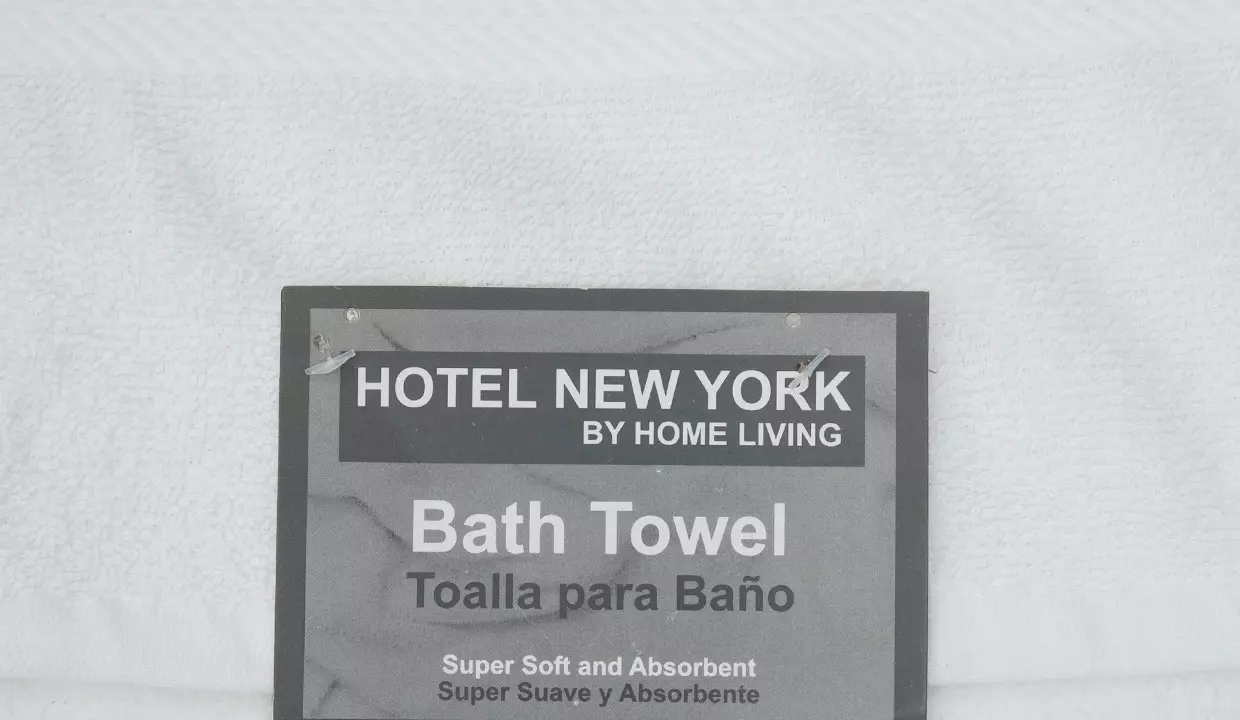 HOTEL NEW YORK
BY HOME LIVING
Bath Towel
Toalla para Baño
Super Soft and Absorbent
Super Suave y Absorbente